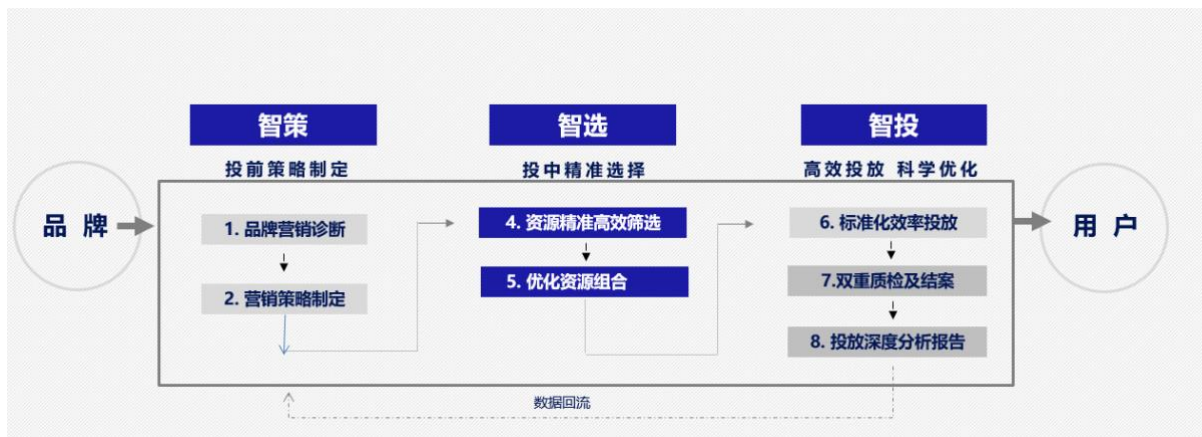 智策
智选
智投
投前策略制定
投中精准选择
高效投放 科学优化
品牌
1. 品牌营销诊断
2. 营销策略制定
4. 资源精准高效筛选
5. 优化资源组合
6. 标准化效率投放
7.双重质检及结案
8. 投放深度分析报告
用户
数据回流